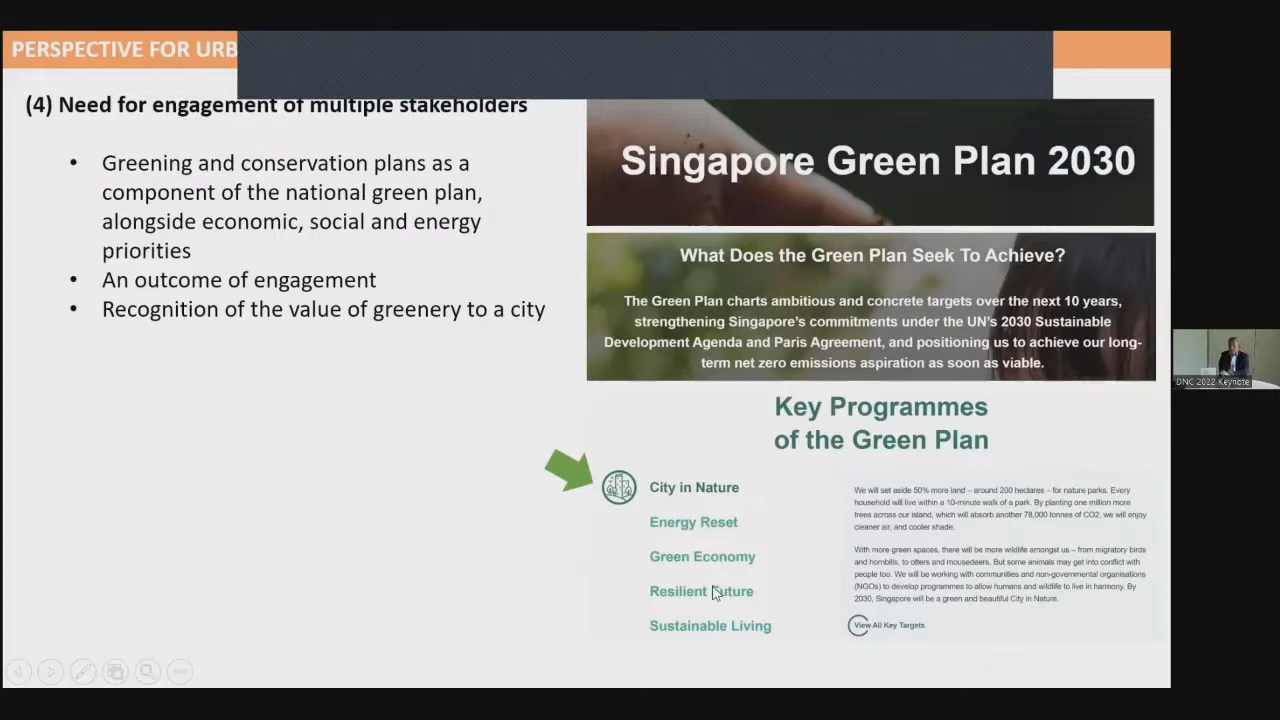 PERSPECTIVE FOR URB
(4) Need for engagement of multiple stakeholders
• Greening and conservation plans as a
component of the national green plan,
alongside economic, social and energy
priorities
• An outcome of engagement
• Recognition of the value of greenery to a city
Singapore Green Plan 2030
What Does the Green Plan Seek To Achieve?
The Green Plan charts ambitious and concrete targets over the next 10 years,
strengthening Singapore's commitments under the UN's 2030 Sustainable
Development Agenda and Paris Agreement, and positioning us to achieve our long-
term net zero emissions aspiration as soon as viable.
Key Programmes
of the Green Plan
City in Nature
Energy Reset
Green Economy
Resilient Future
Sustainable Living
We will set aside 50% more land – around 200 hectares – for nature parks. Every
household will live within a 10-minute walk of a park. By planting one million more
trees across our island, which will absorb another 78,000 tonnes of CO2, we will enjoy
cleaner air, and cooler shade.
With more green spaces, there will be more wildlife amongst us – from migratory birds
and hornbills, to otters and mousedeers. But some animals may get into conflict with
people too. We will be working with communities and non-governmental organisations
(NGOs) to develop programmes to allow humans and wildlife to live in harmony. By
2030, Singapore will be a green and beautiful City in Nature.
View All Key Targets
DNC 2022 Keynote